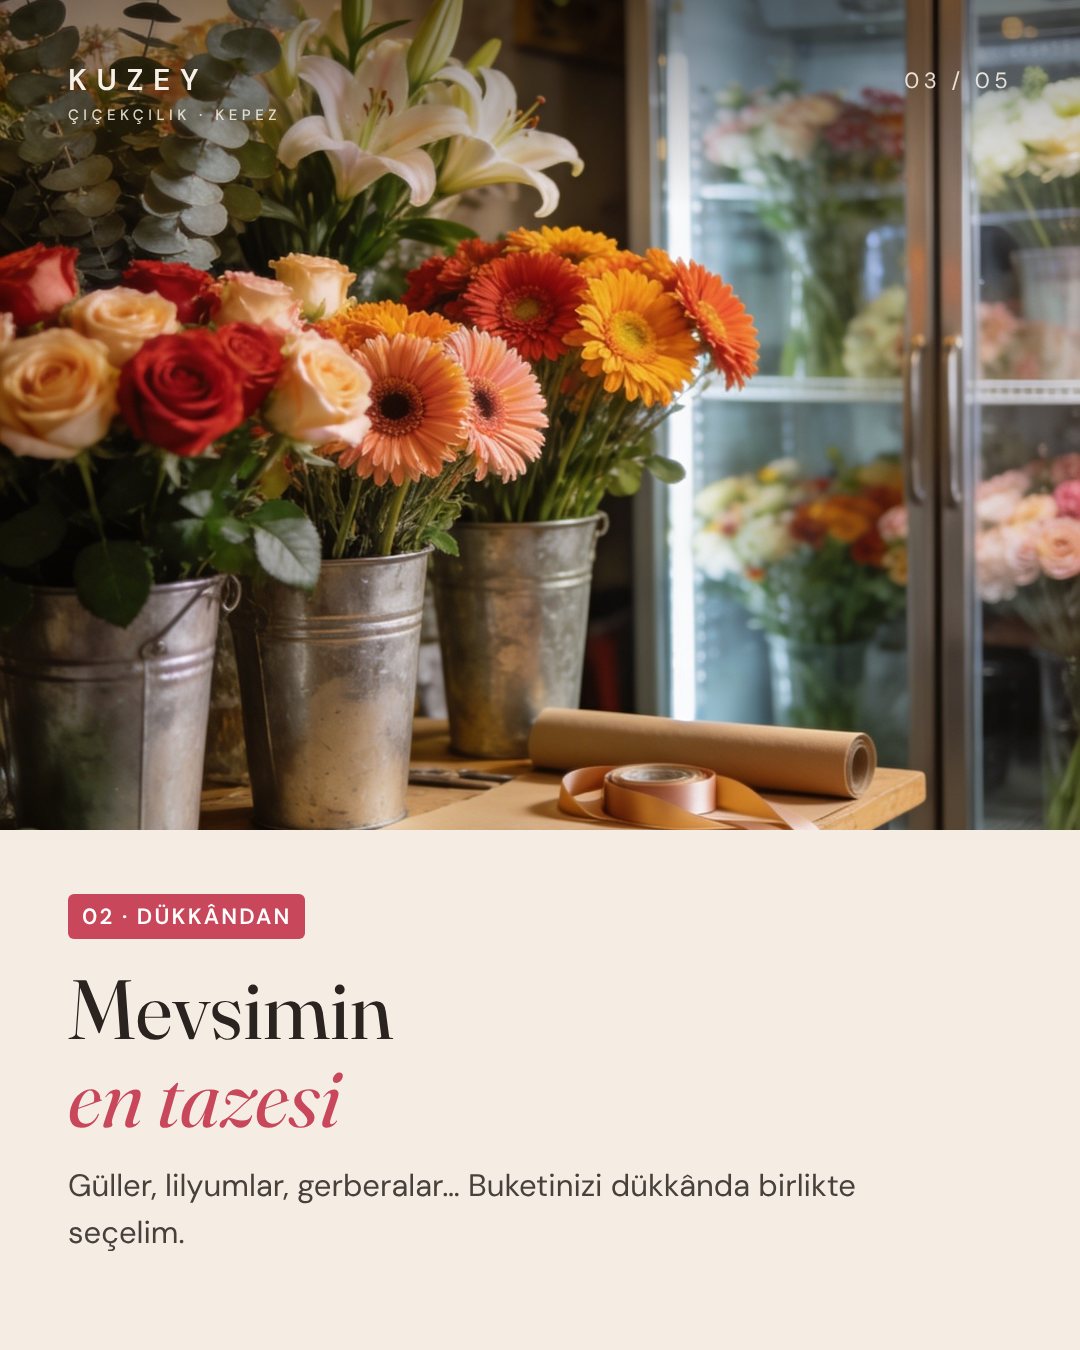 KUZEY
ÇIÇEKÇILIK · KEPEZ
03 / 05
02 · DÜKKÂNDAN
Mevsimin
en tazesi
Güller, lilyumlar, gerberalar... Buketinizi dükkânda birlikte
seçelim.